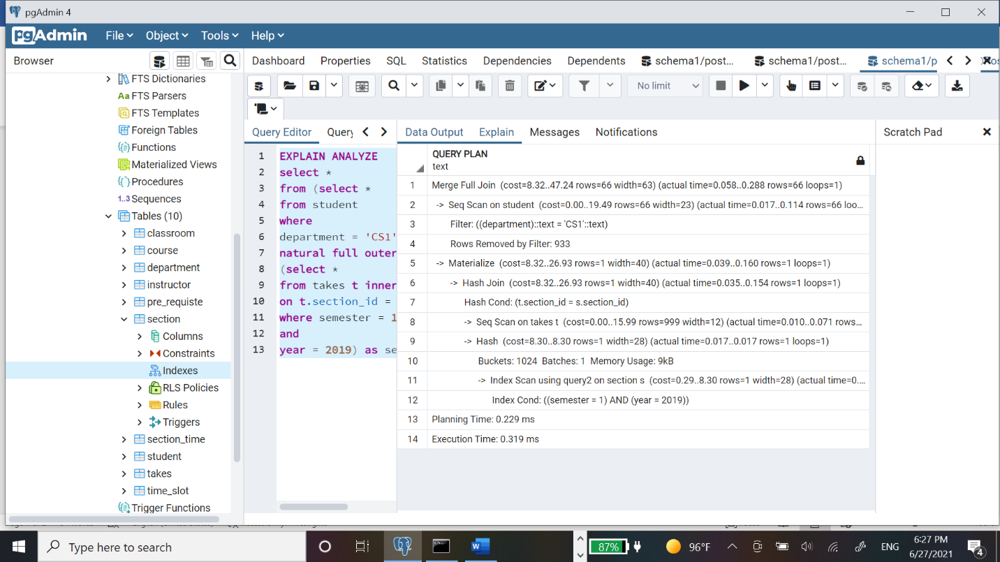 pgAdmin 4
pgAdmin File Object Tools Help
Browser
Dashboard Properties SQL Statistics Dependencies Dependents schema1/post... schema1/post... schema1/p
No limit
FTS Dictionaries
Aa FTS Parsers
FTS Templates
Foreign Tables
Functions
Materialized Views
Procedures
1..3 Sequences
Tables (10)
classroom
course
department
instructor
pre_requiste
section
Columns
Constraints
Indexes
RLS Policies
Rules
Triggers
section_time
student
takes
time_slot
Trigger Functions
Query Editor Query
1 EXPLAIN ANALYZE
2 select *
3 from (select *
4 from student
5 where
6 department = 'CS1'
7 natural full outer
8 (select *
9 from takes t inner
10 on t.section_id =
11 where semester = 1
12 and
13 year = 2019) as se
Data Output Explain Messages Notifications
QUERY PLAN
text
1 Merge Full Join (cost=8.32..47.24 rows=66 width=63) (actual time=0.058..0.288 rows=66 loops=1)
2 -> Seq Scan on student (cost=0.00..19.49 rows=66 width=23) (actual time=0.017..0.114 rows=66 loo...
3 Filter: ((department)::text = 'CS1'::text)
4 Rows Removed by Filter: 933
5 -> Materialize (cost=8.32..26.93 rows=1 width=40) (actual time=0.039..0.160 rows=1 loops=1)
6 -> Hash Join (cost=8.32..26.93 rows=1 width=40) (actual time=0.035..0.154 rows=1 loops=1)
7 Hash Cond: (t.section_id = s.section_id)
8 -> Seq Scan on takes t (cost=0.00..15.99 rows=999 width=12) (actual time=0.010..0.071 rows...
9 -> Hash (cost=8.30..8.30 rows=1 width=28) (actual time=0.017..0.017 rows=1 loops=1)
10 Buckets: 1024 Batches: 1 Memory Usage: 9kB
11 -> Index Scan using query2 on section s (cost=0.29..8.30 rows=1 width=28) (actual time=0....
12 Index Cond: ((semester = 1) AND (year = 2019))
13 Planning Time: 0.229 ms
14 Execution Time: 0.319 ms
Scratch Pad
Type here to search
87%
96°F
ENG
6:27 PM
6/27/2021
4